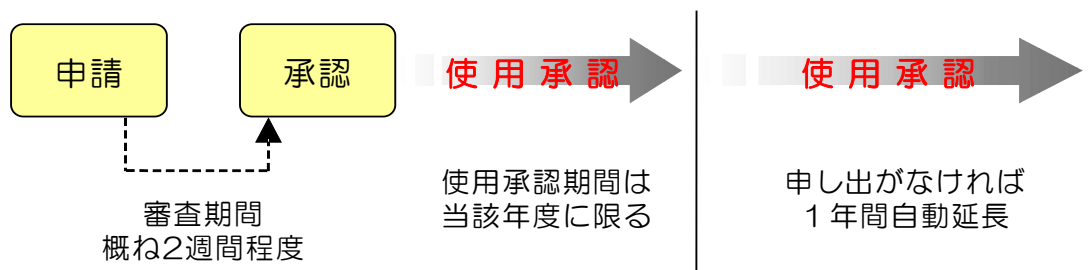 申請
承認
審査期間
概ね2週間程度
使用承認
使用承認期間は
当該年度に限る
使用承認
申し出がなければ
１年間自動延長